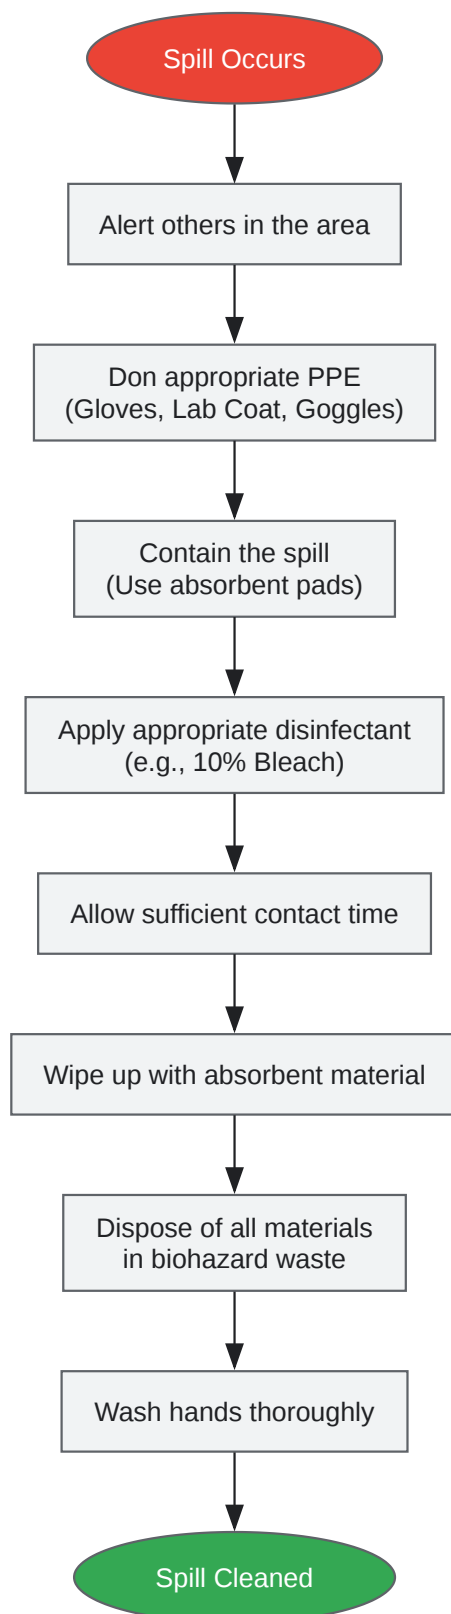 Spill Occurs
Alert others in the area
Don appropriate PPE
(Gloves, Lab Coat, Goggles)
Contain the spill
(Use absorbent pads)
Apply appropriate disinfectant
(e.g., 10% Bleach)
Allow sufficient contact time
Wipe up with absorbent material
Dispose of all materials
in biohazard waste
Wash hands thoroughly
Spill Cleaned